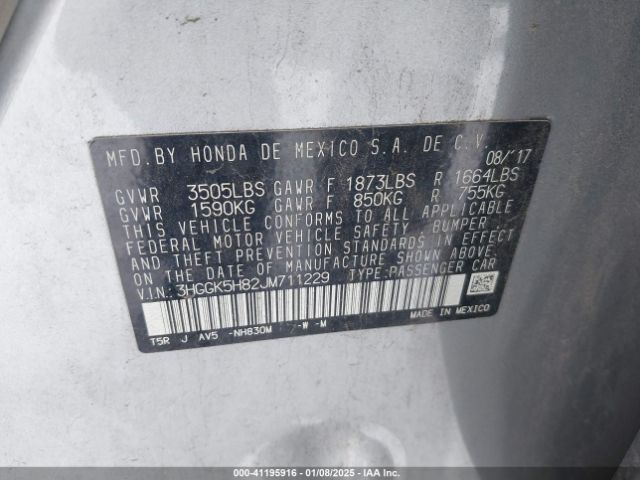 MFD. BY HONDA DE MEXICO S.A. DE C.V.
08/'17
GVWR 3505LBS GAWR F 1873LBS R 1664LBS
GVWR 1590KG GAWR F 850KG R 755KG
THIS VEHICLE CONFORMS TO ALL APPLICABLE
FEDERAL MOTOR VEHICLE SAFETY, BUMPER,
AND THEFT PREVENTION STANDARDS IN EFFECT
ON THE DATE OF MANUFACTURE SHOWN ABOVE.
V.I.N.: 3HGGK5H82JM711229 TYPE:PASSENGER CAR
T5R J AV5 -NH830M -W -M MADE IN MEXICO
000-41195916 | 01/08/2025 | IAA Inc.